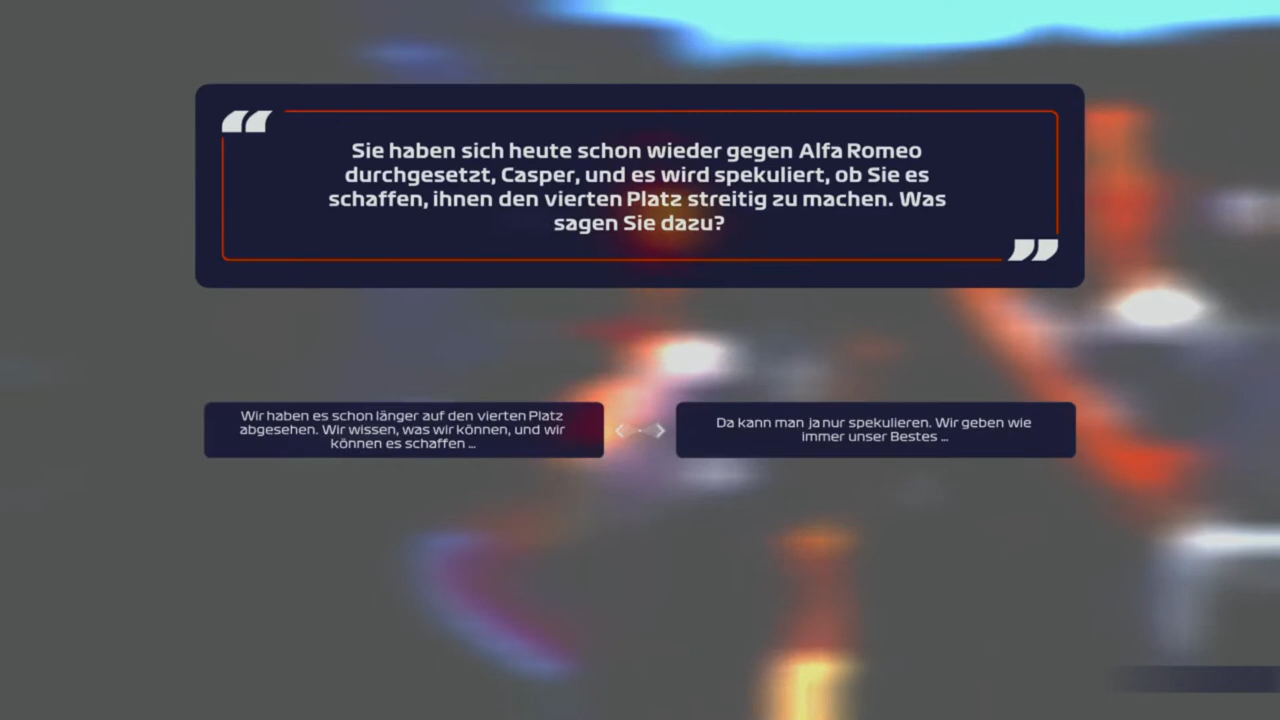 Sie haben sich heute schon wieder gegen Alfa Romeo
durchgesetzt, Casper, und es wird spekuliert, ob Sie es
schaffen, ihnen den vierten Platz streitig zu machen. Was
sagen Sie dazu?
Wir haben es schon länger auf den vierten Platz
abgesehen. Wir wissen, was wir können, und wir
können es schaffen ...
Da kann man ja nur spekulieren. Wir geben wie
immer unser Bestes ...